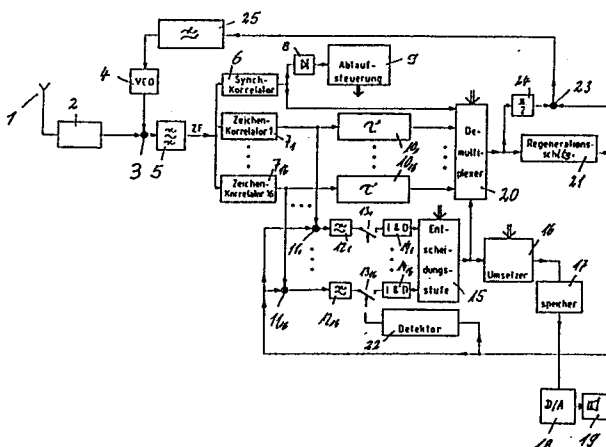 25
4
VCO
1
2
3
5
ZF
6
Synch-
Korrelator
8
Ablauf-
steuerung
9
Zeichen-
Korrelator 1
7₁
Zeichen-
Korrelator 16
7₁₆
τ
10₁
τ
10₁₆
De-
multi-
plexer
20
π/2
24
23
Regenerations-
schltg.
21
11₁
12₁
13₁
I & D
14₁
11₁₆
12₁₆
13₁₆
I & D
14₁₆
Ent-
schei-
dungs-
stufe
15
Umsetzer
16
speicher
17
Detektor
22
D/A
18
19